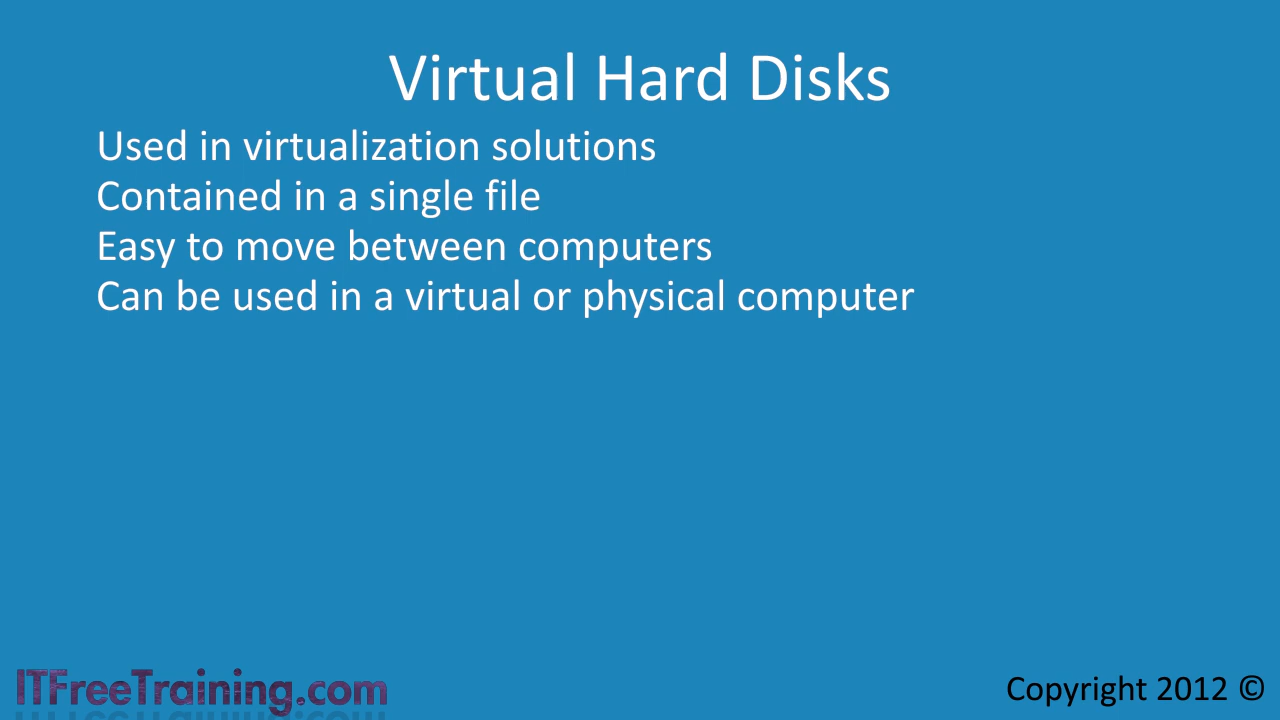 Virtual Hard Disks
Used in virtualization solutions
Contained in a single file
Easy to move between computers
Can be used in a virtual or physical computer
ITFreeTraining.com
Copyright 2012 ©